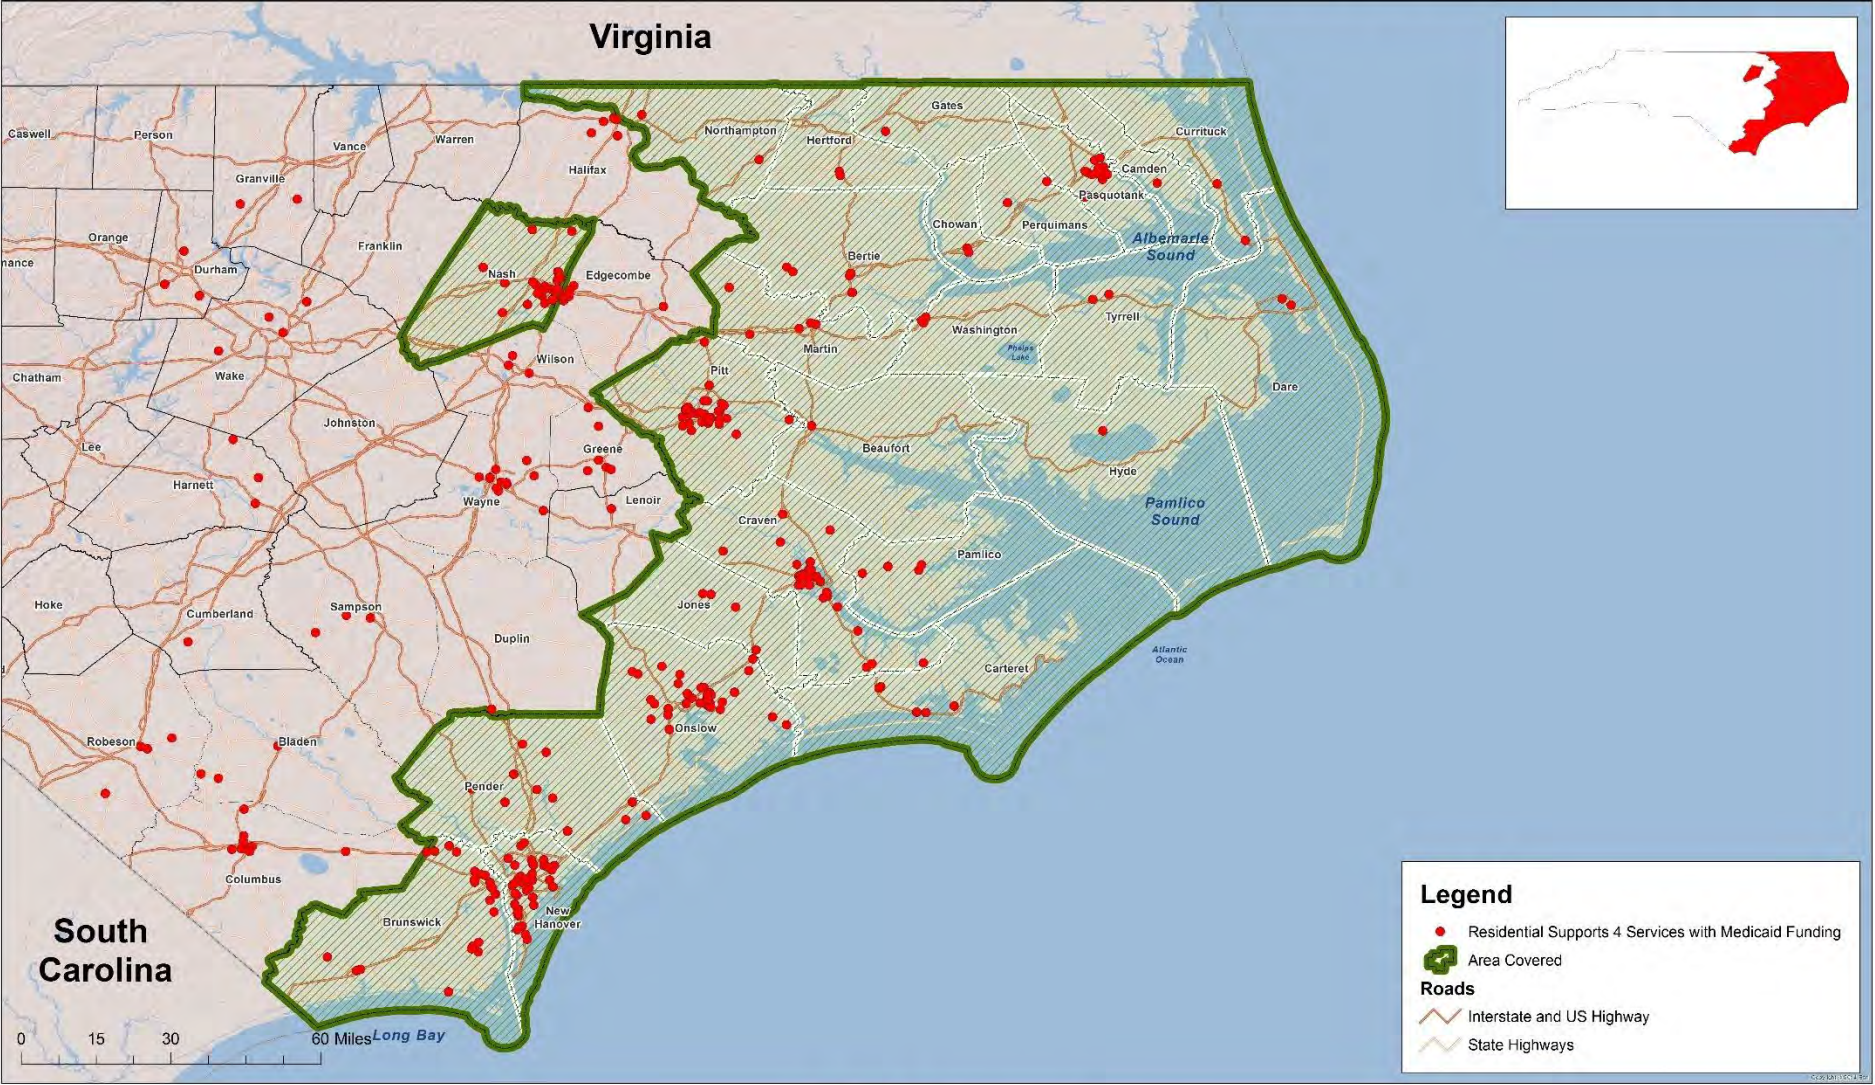 Virginia
Gates
Caswell
Person
Northampton
Currituck
Warren
Hertford
Vance
Halifax
Camden
Granville
Pasquotank
Chowan
Perquimans
Orange
Franklin
Albemarle
Sound
Bertie
Durham
Nash
Edgecombe
Tyrrell
Washington
Martin
Phelps
Lake
Wilson
Pitt
Wake
Chatham
Dare
Johnston
Lee
Greene
Beaufort
Hyde
Harnett
Wayne
Lenoir
Pamlico
Sound
Craven
Pamlico
Hoke
Jones
Sampson
Cumberland
Duplin
Atlantic
Ocean
Carteret
Onslow
Robeson
Bladen
Pender
Columbus
Brunswick
New
Hanover
South
Carolina
Long Bay
0 15 30 60 Miles
Legend
Residential Supports 4 Services with Medicaid Funding
Area Covered
Roads
Interstate and US Highway
State Highways